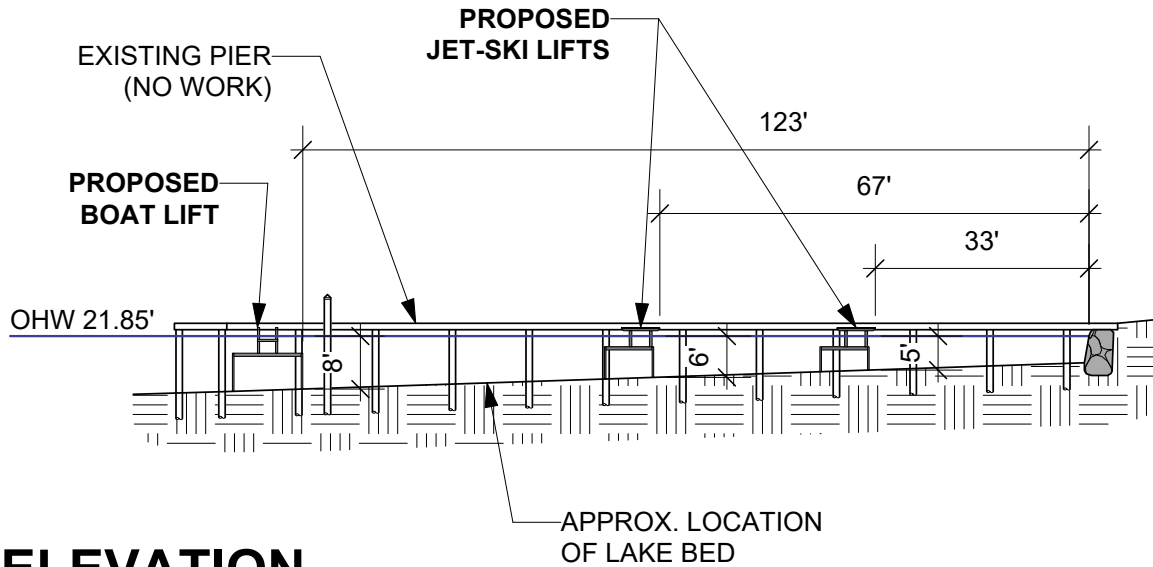 PROPOSED
JET-SKI LIFTS
EXISTING PIER
(NO WORK)
123'
PROPOSED
BOAT LIFT
67'
33'
OHW 21.85'
8'
6'
5'
APPROX. LOCATION
OF LAKE BED
ELEVATION